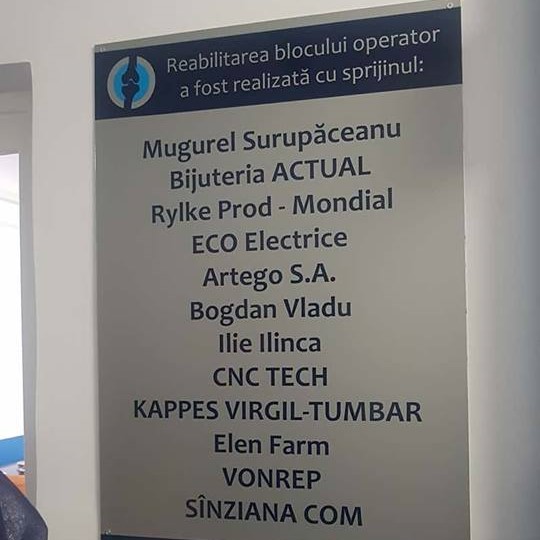 Reabilitarea blocului operator
a fost realizată cu sprijinul:
Mugurel Surupăceanu
Bijuteria ACTUAL
Rylke Prod - Mondial
ECO Electrice
Artego S.A.
Bogdan Vladu
Ilie Ilinca
CNC TECH
KAPPES VIRGIL-TUMBAR
Elen Farm
VONREP
SÎNZIANA COM